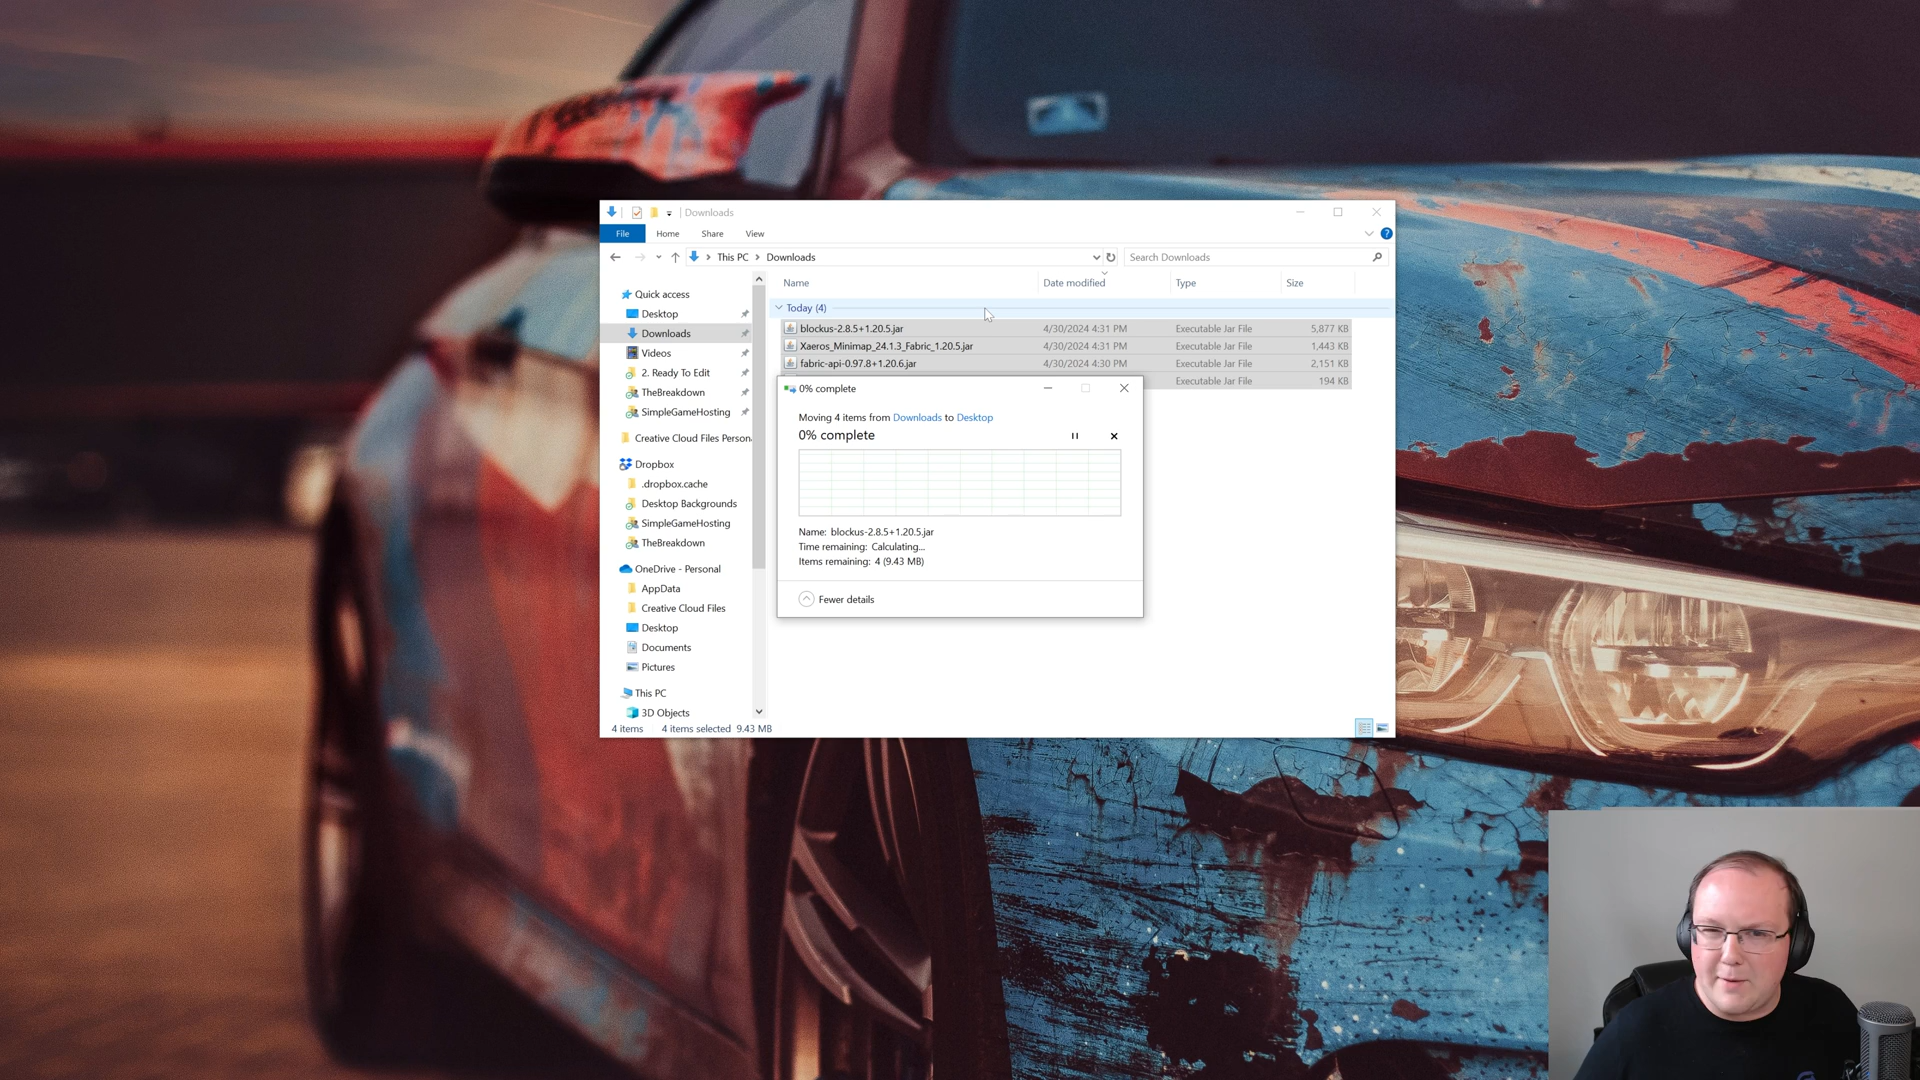 Downloads
File Home Share View
This PC Downloads
Search Downloads
Name Date modified Type Size
Quick access
Desktop
Downloads
Videos
2. Ready To Edit
TheBreakdown
SimpleGameHosting
Creative Cloud Files Person
Dropbox
.dropbox.cache
Desktop Backgrounds
SimpleGameHosting
TheBreakdown
OneDrive - Personal
AppData
Creative Cloud Files
Desktop
Documents
Pictures
This PC
3D Objects
Today (4)
blockus-2.8.5+1.20.5.jar 4/30/2024 4:31 PM Executable Jar File 5,877 KB
Xaeros_Minimap_24.1.3_Fabric_1.20.5.jar 4/30/2024 4:31 PM Executable Jar File 1,443 KB
fabric-api-0.97.8+1.20.6.jar 4/30/2024 4:30 PM Executable Jar File 2,151 KB
Executable Jar File 194 KB
0% complete
Moving 4 items from Downloads to Desktop
0% complete
Name: blockus-2.8.5+1.20.5.jar
Time remaining: Calculating...
Items remaining: 4 (9.43 MB)
Fewer details
4 items 4 items selected 9.43 MB